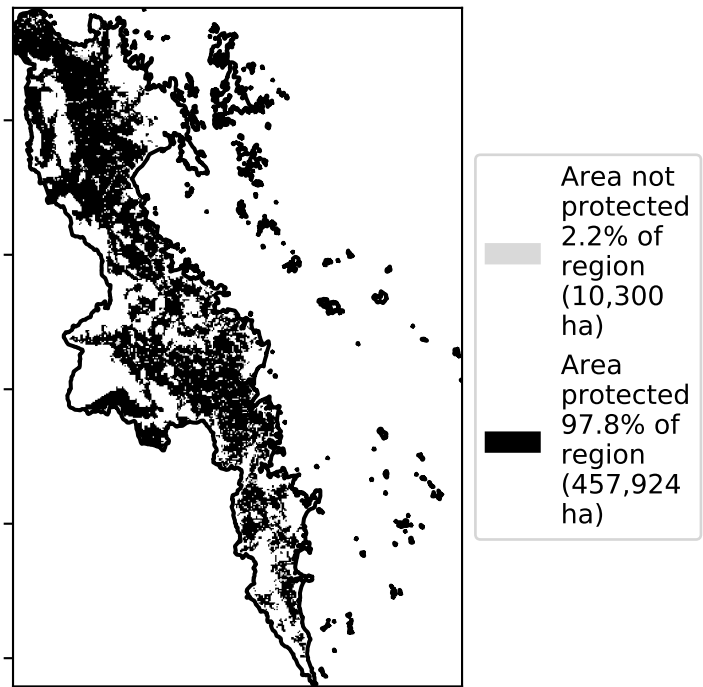 Area not
protected
2.2% of
region
(10,300
ha)
Area
protected
97.8% of
region
(457,924
ha)